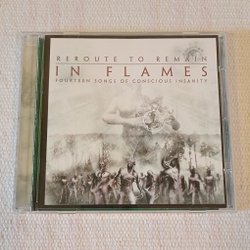 REROUTE TO REMAIN
IN FLAMES
FOURTEEN SONGS OF CONSCIOUS INSANITY